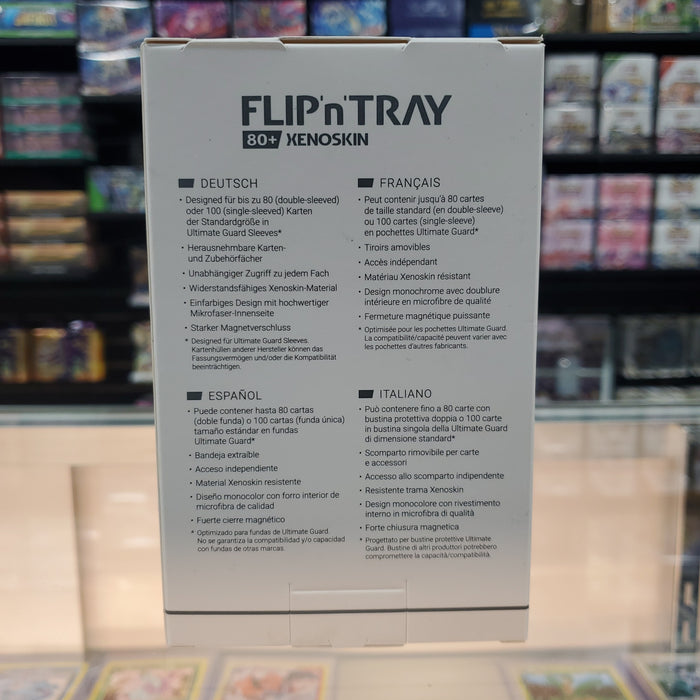 FLIP'n'TRAY
80+ XENOSKIN
DEUTSCH
• Designed für bis zu 80 (double-sleeved)
oder 100 (single-sleeved) Karten
der Standardgröße in
Ultimate Guard Sleeves*
• Herausnehmbare Karten-
und Zubehörfächer
• Unabhängiger Zugriff zu jedem Fach
• Widerstandsfähiges Xenoskin-Material
• Einfarbiges Design mit hochwertiger
Mikrofaser-Innenseite
• Starker Magnetverschluss
* Designed für Ultimate Guard Sleeves.
Kartenhüllen anderer Hersteller können das
Fassungsvermögen und/oder die Kompatibilität
beeinträchtigen.
FRANÇAIS
• Peut contenir jusqu'à 80 cartes
de taille standard (en double-sleeve)
ou 100 cartes (single-sleeve)
en pochettes Ultimate Guard*
• Tiroirs amovibles
• Accès indépendant
• Matériau Xenoskin résistant
• Design monochrome avec doublure
intérieure en microfibre de qualité
• Fermeture magnétique puissante
* Optimisée pour les pochettes Ultimate Guard.
La compatibilité/capacité peuvent varier avec
les pochettes d'autres fabricants.
ESPAÑOL
• Puede contener hasta 80 cartas
(doble funda) o 100 cartas (funda única)
tamaño estándar en fundas
Ultimate Guard*
• Bandeja extraíble
• Acceso independiente
• Material Xenoskin resistente
• Diseño monocolor con forro interior de
microfibra de calidad
• Fuerte cierre magnético
* Optimizado para fundas de Ultimate Guard.
No se garantiza la compatibilidad y/o capacidad
con fundas de otras marcas.
ITALIANO
• Può contenere fino a 80 carte con
bustina protettiva doppia o 100 carte
in bustina singola della Ultimate Guard
di dimensione standard*
• Scomparto rimovibile per carte
e accessori
• Accesso allo scomparto indipendente
• Resistente trama Xenoskin
• Design monocolore con rivestimento
interno in microfibra di qualità
• Forte chiusura magnetica
* Progettato per bustine protettive Ultimate
Guard. Bustine di altri produttori potrebbero
compromettere la capacità/compatibilità.